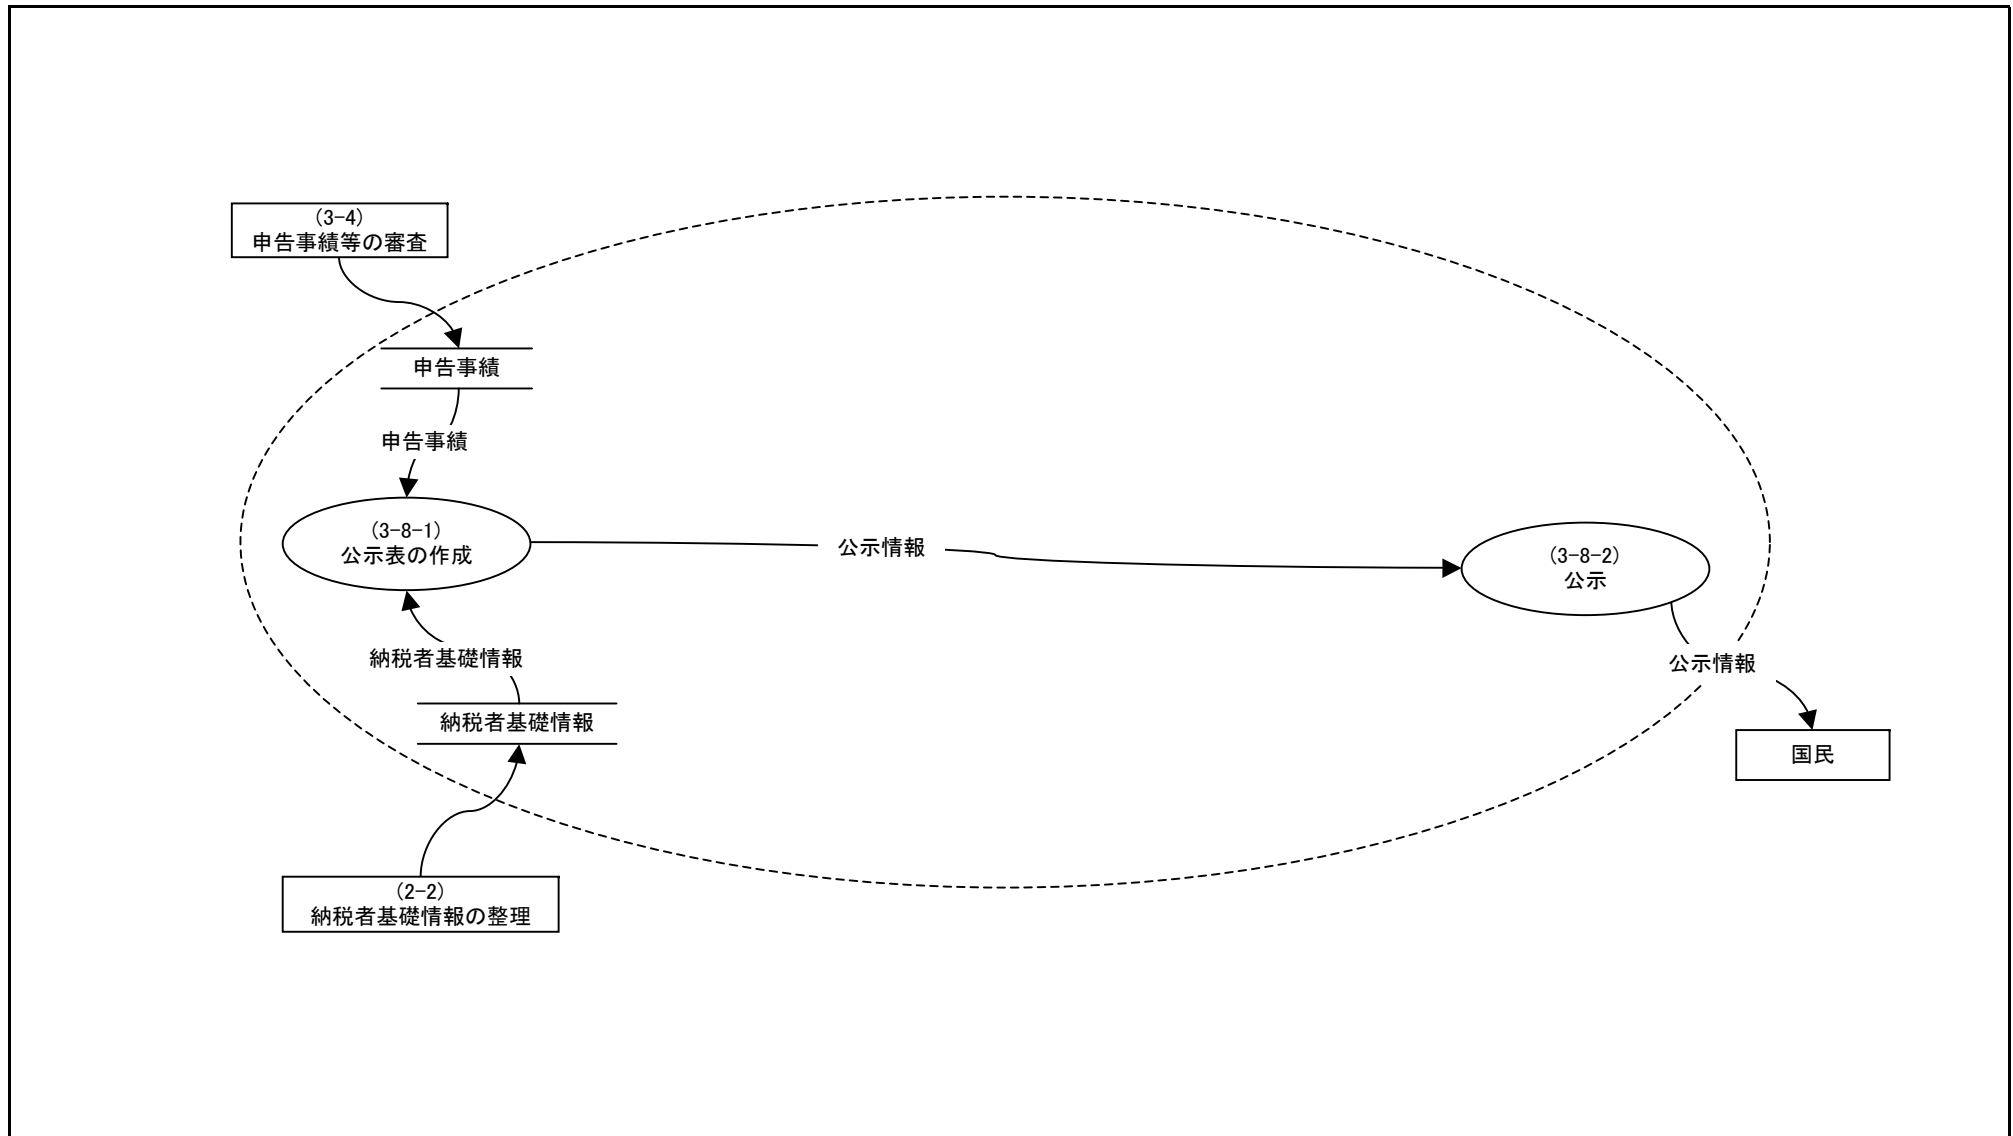 (3-4)
申告事績等の審査
申告事績
申告事績
(3-8-1)
公示表の作成
公示情報
(3-8-2)
公示
納税者基礎情報
公示情報
納税者基礎情報
国民
(2-2)
納税者基礎情報の整理